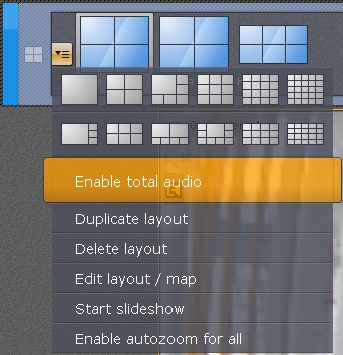 Enable total audio
Duplicate layout
Delete layout
Edit layout / map
Start slideshow
Enable autozoom for all